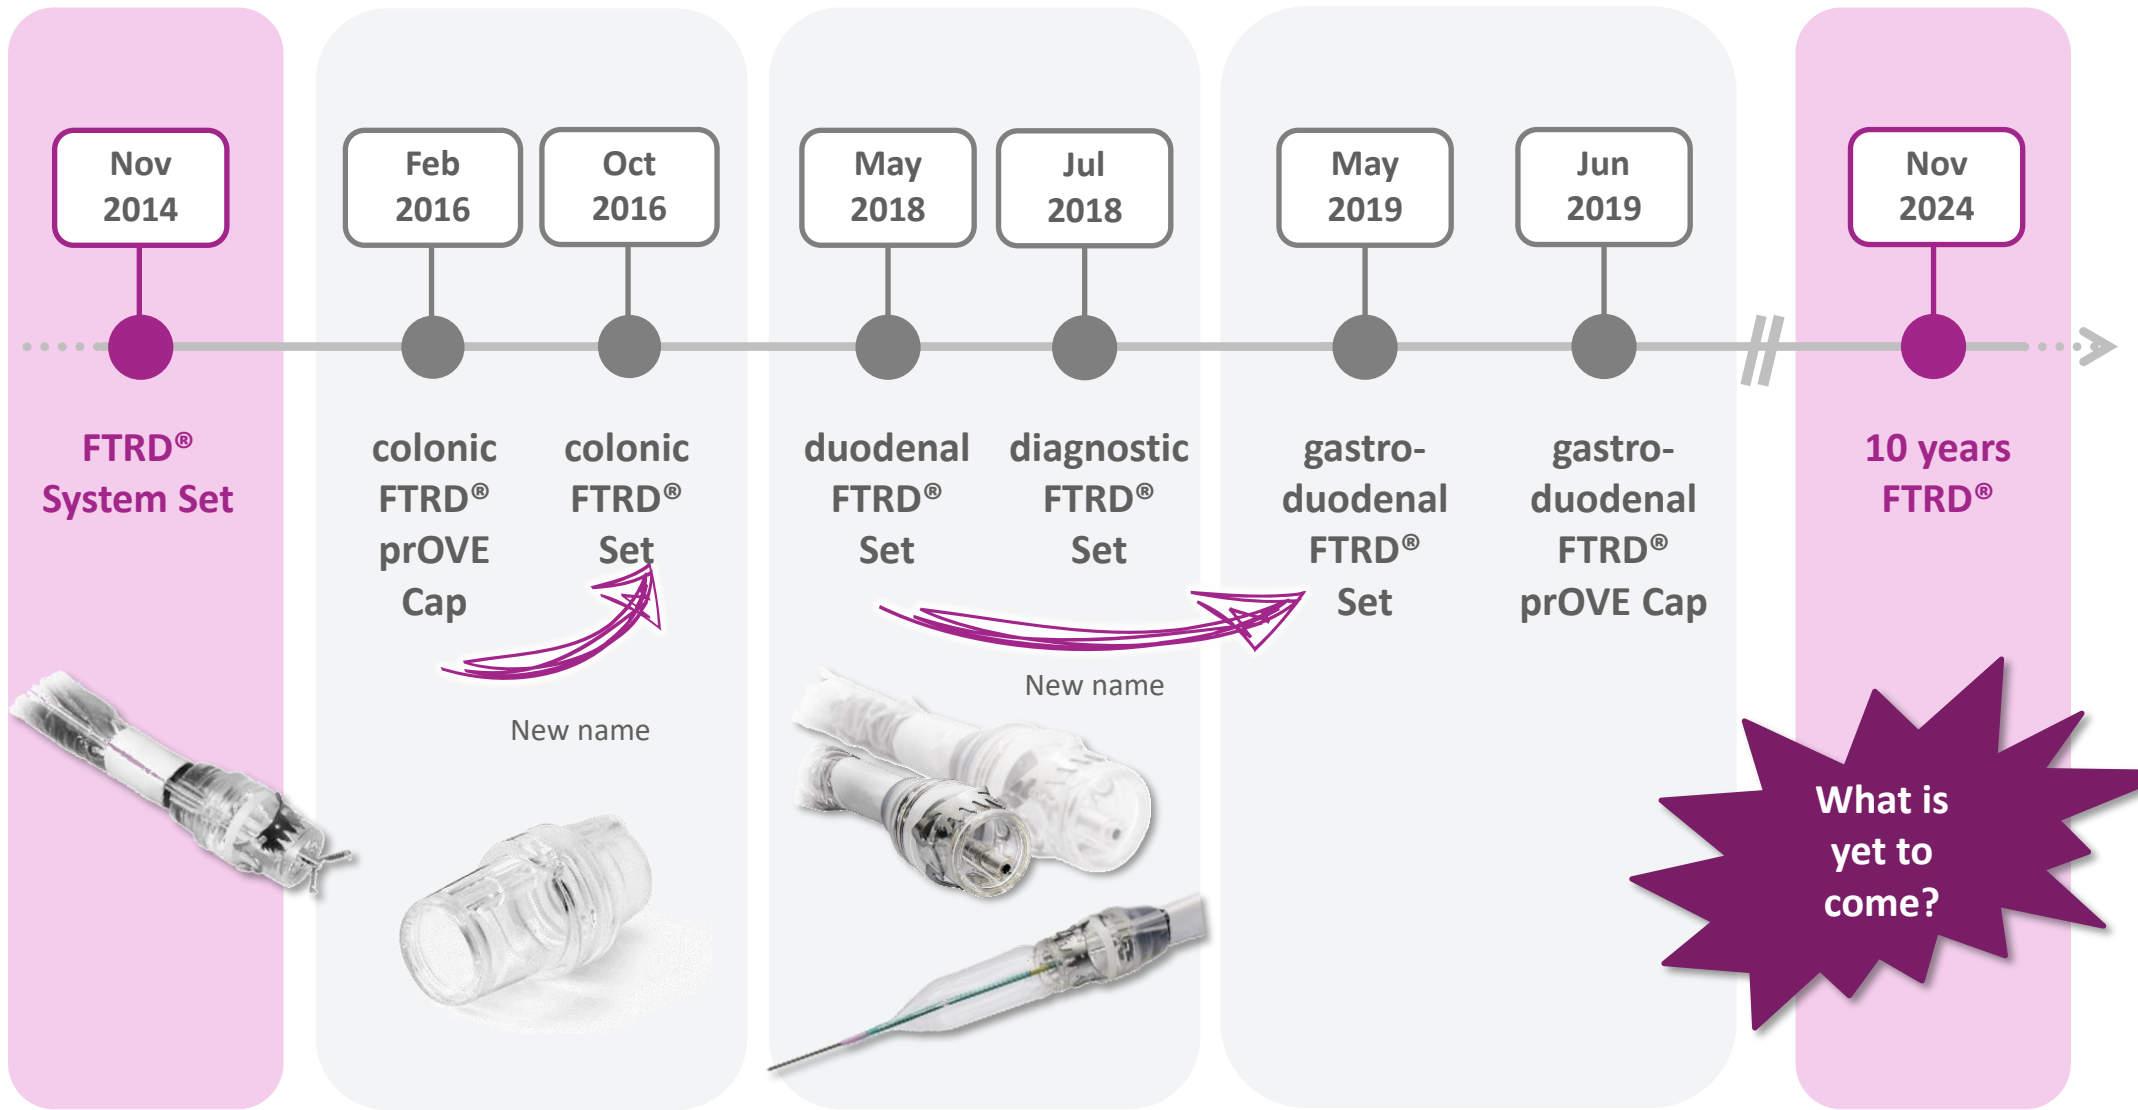 Nov
2014
Feb
2016
Oct
2016
May
2018
Jul
2018
May
2019
Jun
2019
Nov
2024
FTRD®
System Set
colonic
FTRD®
prOVE
Cap
colonic
FTRD®
Set
duodenal
FTRD®
Set
diagnostic
FTRD®
Set
gastro-
duodenal
FTRD®
Set
gastro-
duodenal
FTRD®
prOVE Cap
10 years
FTRD®
New name
New name
What is
yet to
come?